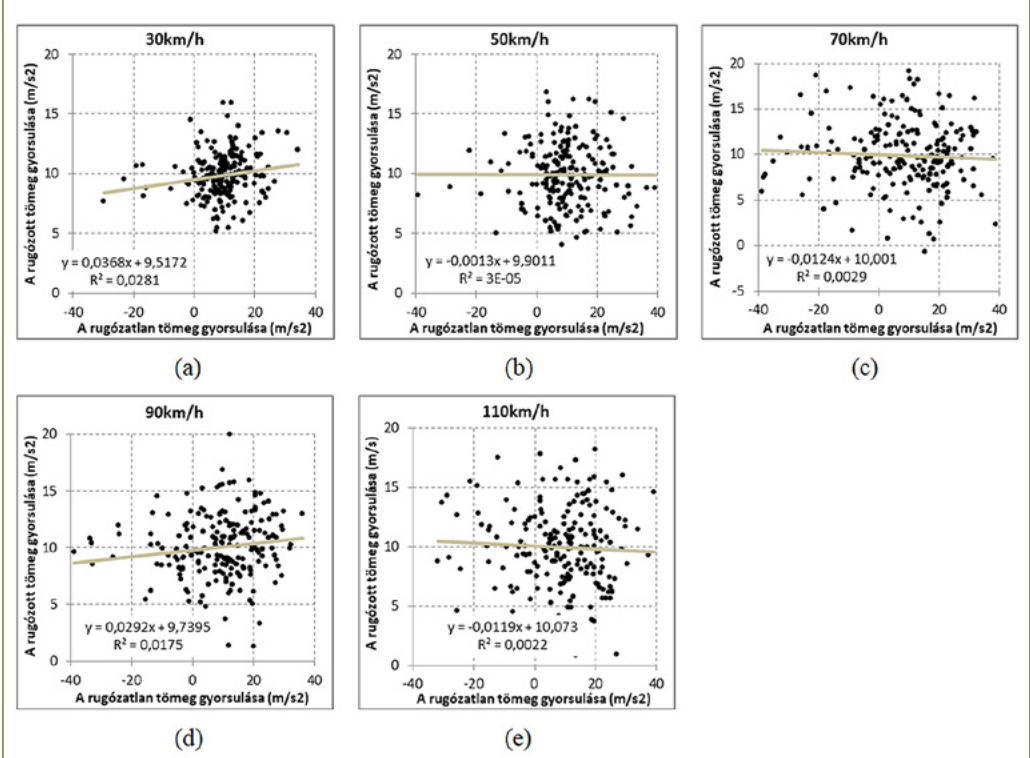 30km/h
A rugózott tömeg gyorsulása (m/s2)
20
15
10
5
0
-40 -20 0 20 40
y = 0,0368x + 9,5172
R² = 0,0281
A rugózatlan tömeg gyorsulása (m/s2)
(a)
50km/h
A rugózott tömeg gyorsulása (m/s2)
20
15
10
5
0
-40 -20 0 20 40
y = -0,0013x + 9,9011
R² = 3E-05
A rugózatlan tömeg gyorsulása (m/s2)
(b)
70km/h
A rugózott tömeg gyorsulása (m/s2)
20
15
10
5
0
-5
-40 -20 0 20 40
y = -0,0124x + 10,001
R² = 0,0029
A rugózatlan tömeg gyorsulása (m/s2)
(c)
90km/h
A rugózott tömeg gyorsulása (m/s2)
20
15
10
5
0
-40 -20 0 20 40
y = 0,0292x + 9,7395
R² = 0,0175
A rugózatlan tömeg gyorsulása (m/s2)
(d)
110km/h
A rugózott tömeg gyorsulása (m/s)
20
15
10
5
0
-40 -20 0 20 40
y = -0,0119x + 10,073
R² = 0,0022
A rugózatlan tömeg gyorsulása (m/s2)
(e)